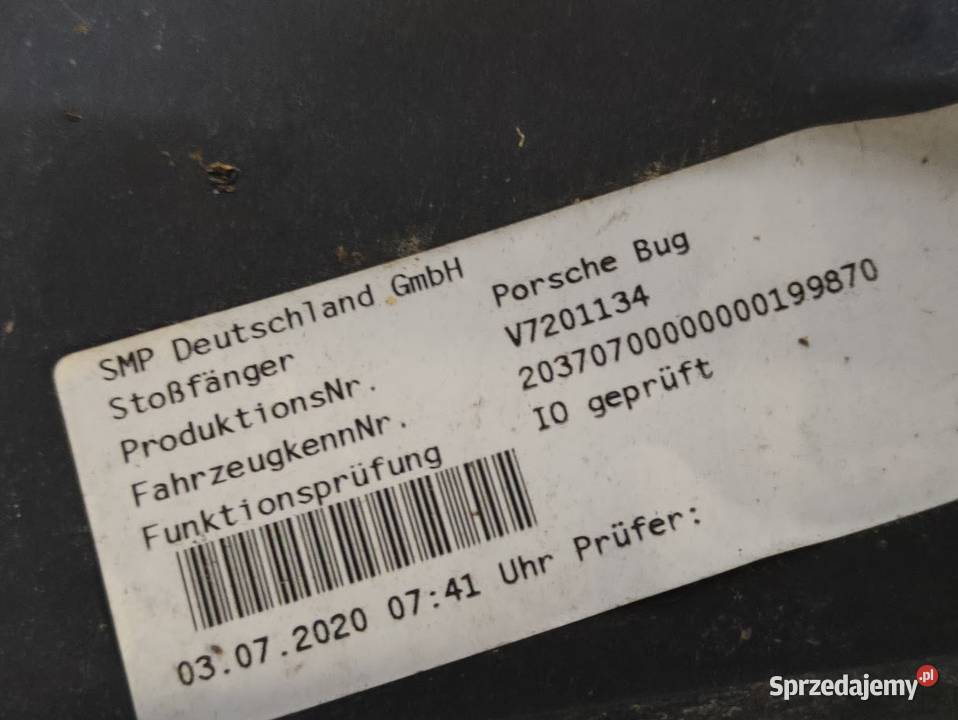 SMP Deutschland GmbH
Stoßfänger Porsche Bug
ProduktionsNr. V7201134
FahrzeugkennNr. 20370700000000199870
Funktionsprüfung IO geprüft
03.07.2020 07:41 Uhr Prüfer:
Sprzedajemy.pl